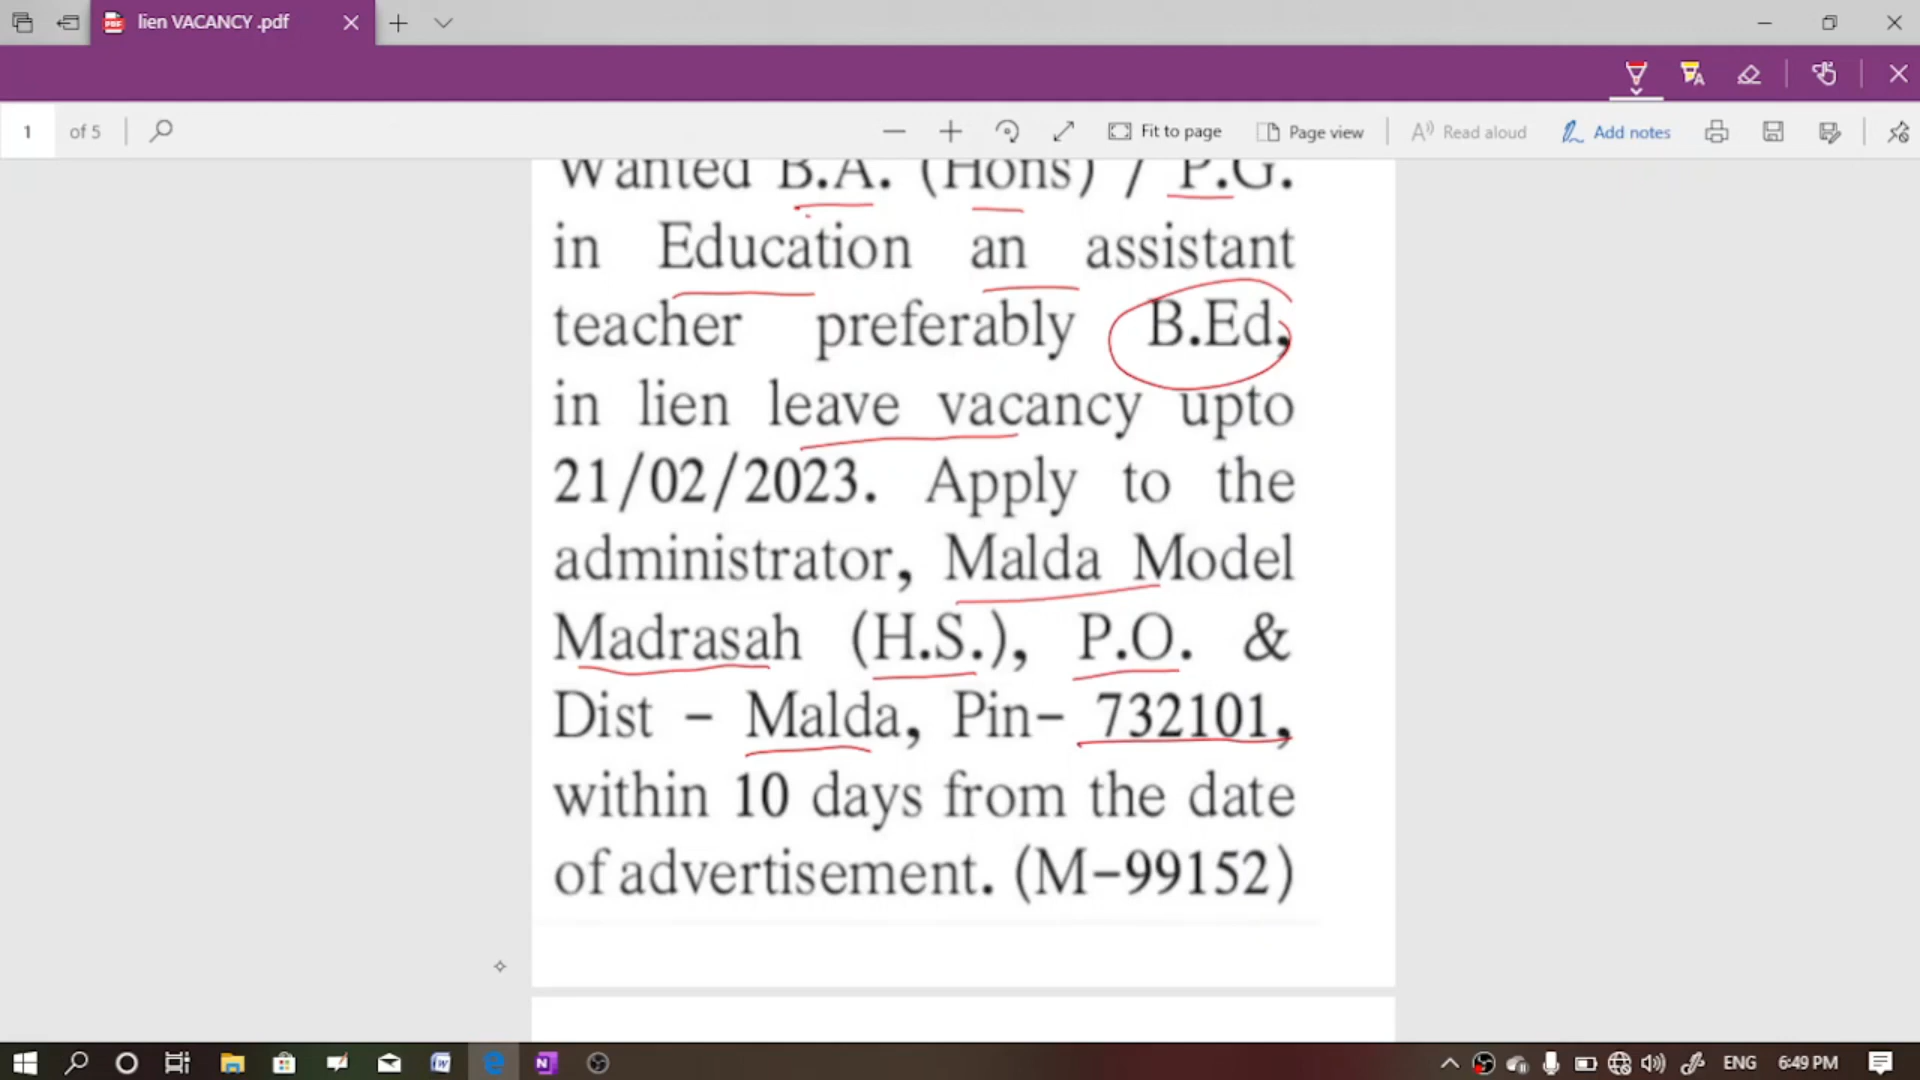 lien VACANCY .pdf
1 of 5
Fit to page
Page view
Read aloud
Add notes
Wanted B.A. (Hons) / P.G.
in Education an assistant
teacher preferably B.Ed,
in lien leave vacancy upto
21/02/2023. Apply to the
administrator, Malda Model
Madrasah (H.S.), P.O. &
Dist - Malda, Pin- 732101,
within 10 days from the date
of advertisement. (M-99152)
ENG
6:49 PM